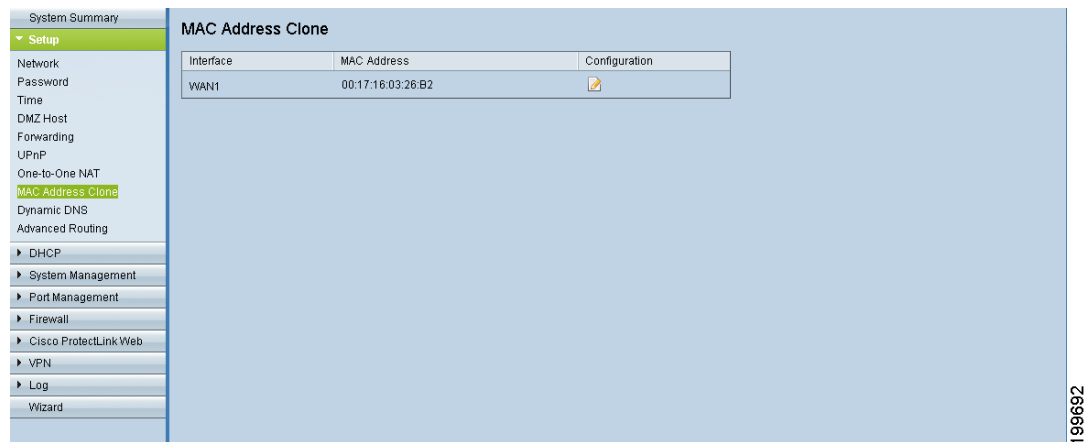 System Summary
Setup
Network
Password
Time
DMZ Host
Forwarding
UPnP
One-to-One NAT
MAC Address Clone
Dynamic DNS
Advanced Routing
DHCP
System Management
Port Management
Firewall
Cisco ProtectLink Web
VPN
Log
Wizard
MAC Address Clone
Interface MAC Address Configuration
WAN1 00:17:16:03:26:B2
199692